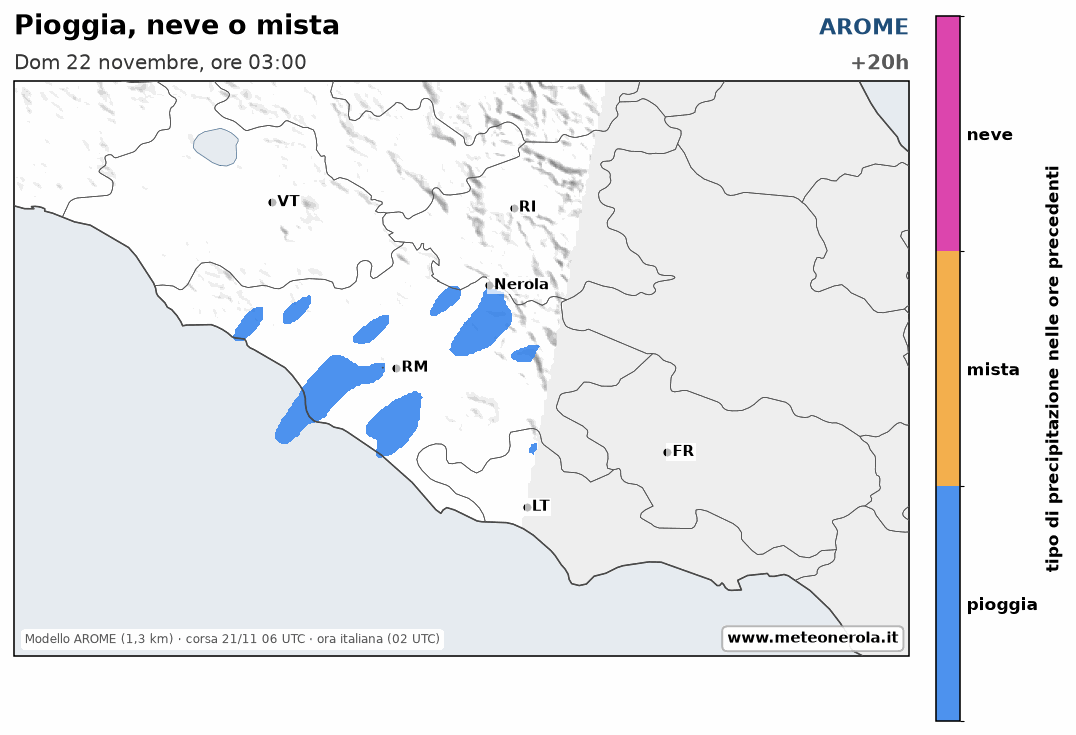 Pioggia, neve o mista
AROME
Dom 22 novembre, ore 03:00
+20h
neve
mista
pioggia
tipo di precipitazione nelle ore precedenti
VT
RI
Nerola
RM
FR
LT
Modello AROME (1,3 km) · corsa 21/11 06 UTC · ora italiana (02 UTC)
www.meteonerola.it